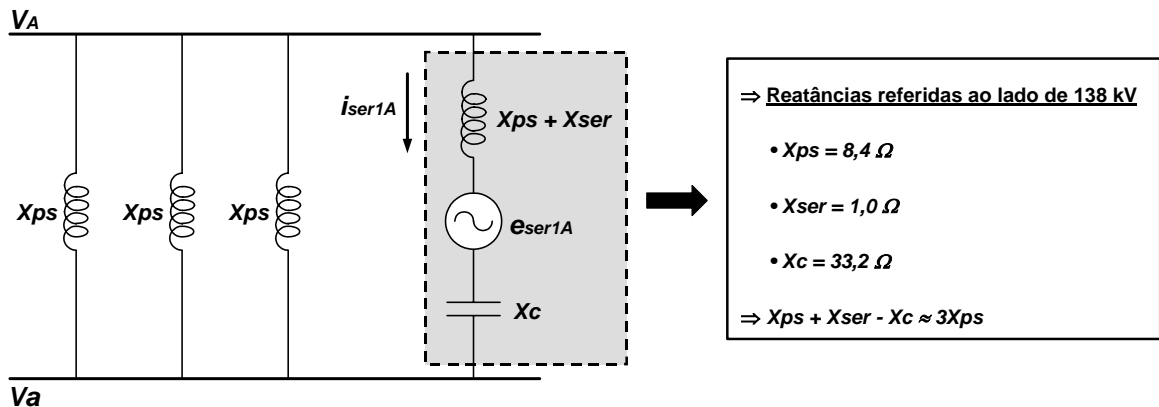 VA
iser1A
Xps + Xser
Xps
Xps
Xps
eser1A
Xc
Va
⇒ Reatâncias referidas ao lado de 138 kV
• Xps = 8,4 Ω
• Xser = 1,0 Ω
• Xc = 33,2 Ω
⇒ Xps + Xser - Xc ≈ 3Xps